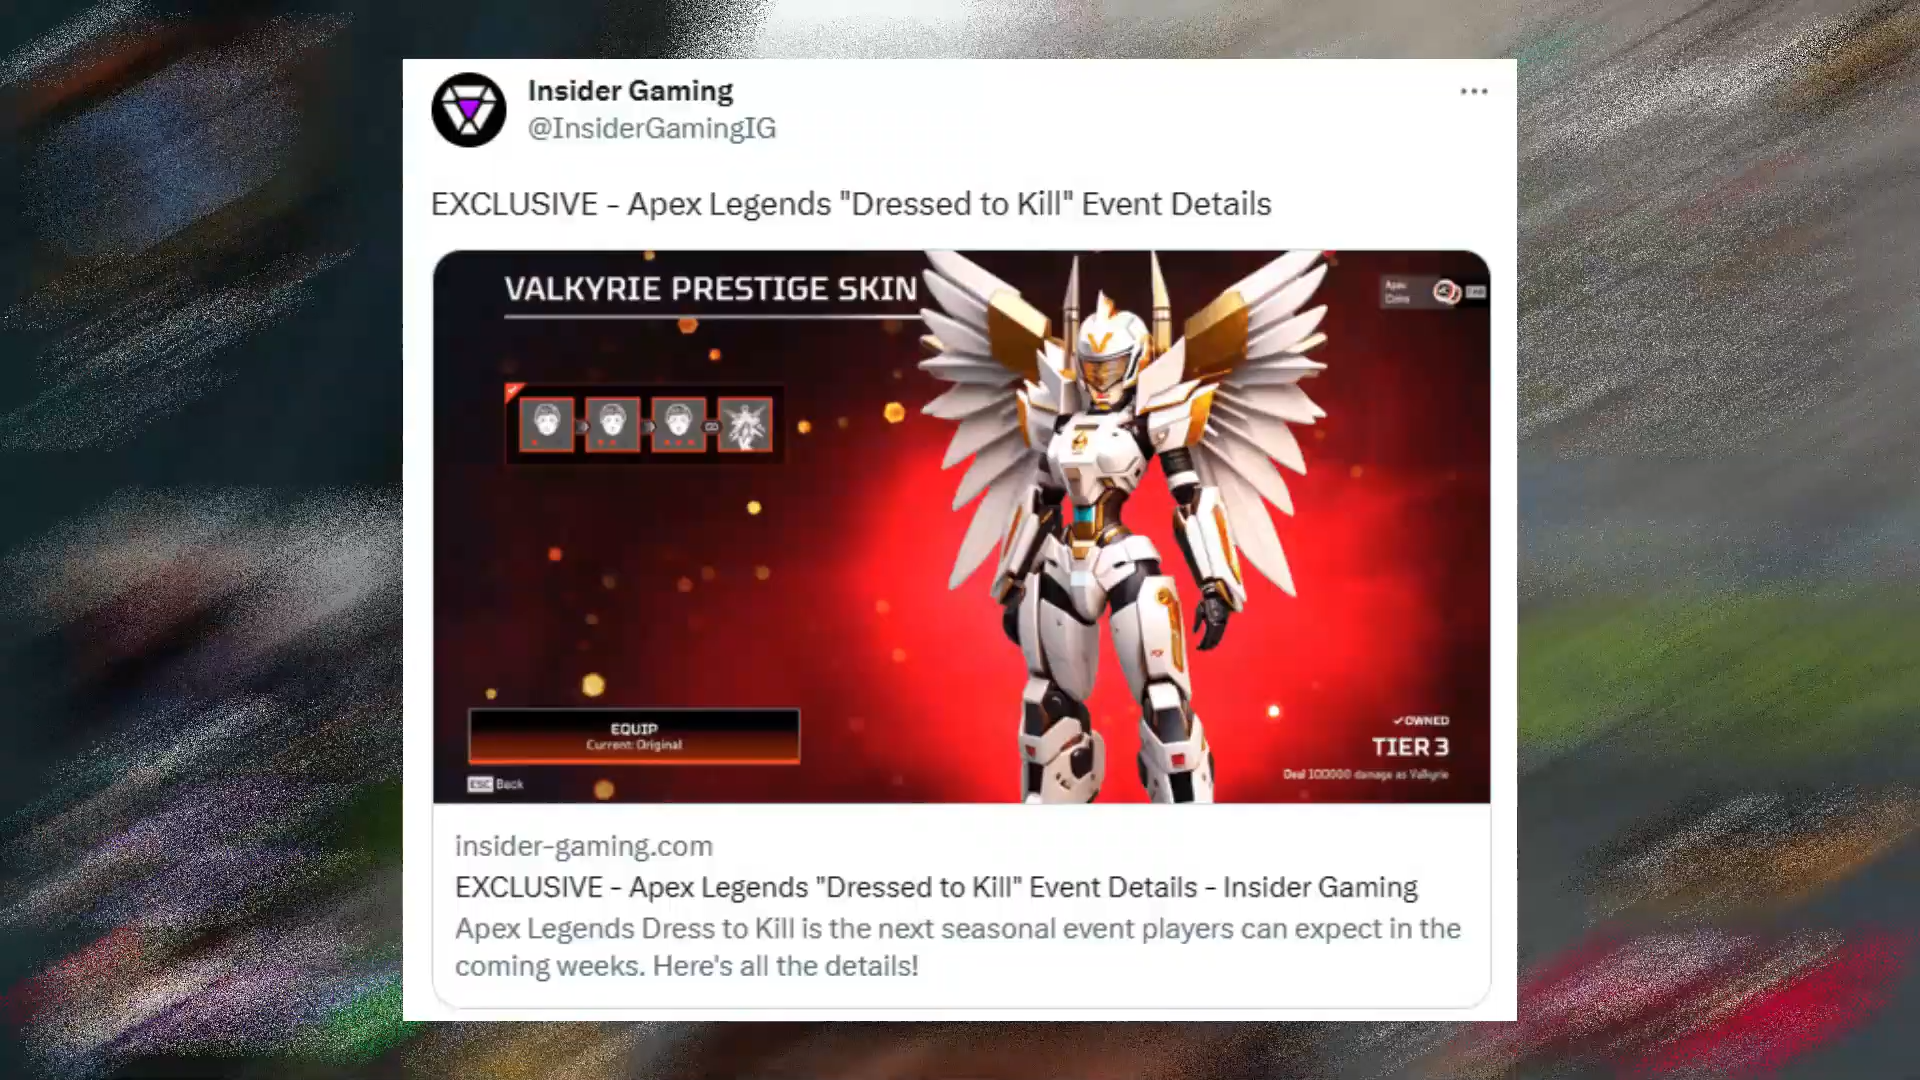 Insider Gaming
@InsiderGamingIG
EXCLUSIVE - Apex Legends "Dressed to Kill" Event Details
VALKYRIE PRESTIGE SKIN
Apex
Coins
EQUIP
Current: Original
ESC Back
✓OWNED
TIER 3
Deal 100000 damage as Valkyrie
insider-gaming.com
EXCLUSIVE - Apex Legends "Dressed to Kill" Event Details - Insider Gaming
Apex Legends Dress to Kill is the next seasonal event players can expect in the
coming weeks. Here's all the details!